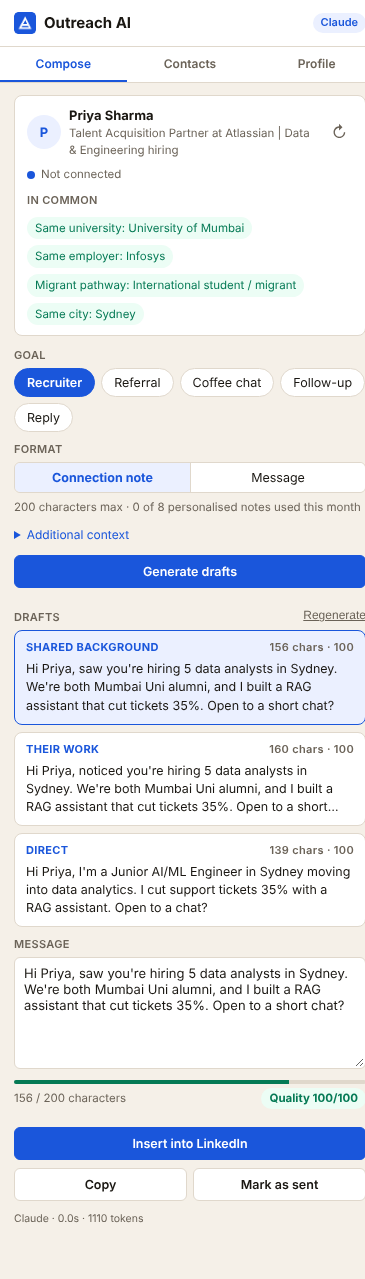 Outreach AI
Claude
Compose
Contacts
Profile
P
Priya Sharma
Talent Acquisition Partner at Atlassian | Data
& Engineering hiring
Not connected
IN COMMON
Same university: University of Mumbai
Same employer: Infosys
Migrant pathway: International student / migrant
Same city: Sydney
GOAL
Recruiter
Referral
Coffee chat
Follow-up
Reply
FORMAT
Connection note
Message
200 characters max · 0 of 8 personalised notes used this month
Additional context
Generate drafts
DRAFTS
Regenerate
SHARED BACKGROUND
156 chars · 100
Hi Priya, saw you're hiring 5 data analysts in Sydney.
We're both Mumbai Uni alumni, and I built a RAG
assistant that cut tickets 35%. Open to a short chat?
THEIR WORK
160 chars · 100
Hi Priya, noticed you're hiring 5 data analysts in
Sydney. We're both Mumbai Uni alumni, and I built a
RAG assistant that cut tickets 35%. Open to a short...
DIRECT
139 chars · 100
Hi Priya, I'm a Junior AI/ML Engineer in Sydney moving
into data analytics. I cut support tickets 35% with a
RAG assistant. Open to a chat?
MESSAGE
Hi Priya, saw you're hiring 5 data analysts in Sydney.
We're both Mumbai Uni alumni, and I built a RAG
assistant that cut tickets 35%. Open to a short chat?
156 / 200 characters
Quality 100/100
Insert into LinkedIn
Copy
Mark as sent
Claude · 0.0s · 1110 tokens